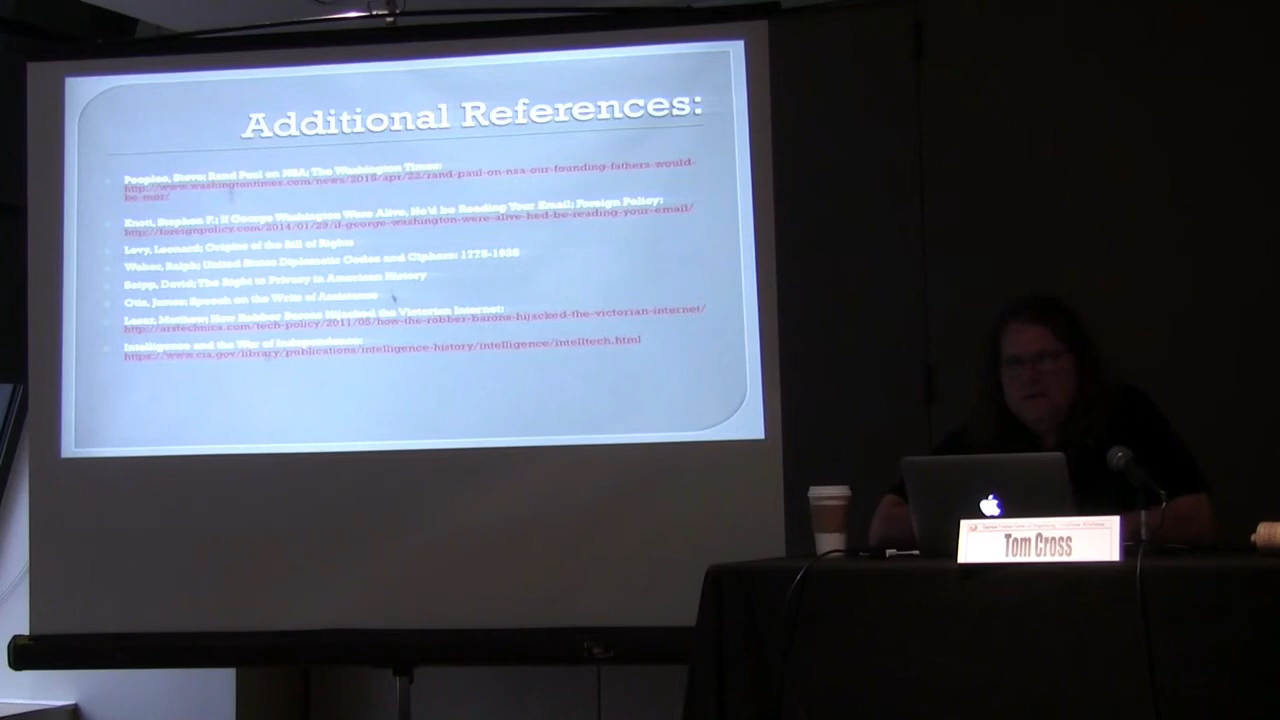 Additional References:
Peoples, Steve; Rand Paul on NSA; The Washington Times:
http://www.washingtontimes.com/news/2015/apr/22/rand-paul-on-nsa-our-founding-fathers-would-
be-mor/
Knott, Stephen F.; If George Washington Were Alive, He'd be Reading Your Email; Foreign Policy:
http://foreignpolicy.com/2014/01/29/if-george-washington-were-alive-hed-be-reading-your-email/
Levy, Leonard; Origins of the Bill of Rights
Weber, Ralph; United States Diplomatic Codes and Ciphers: 1775-1938
Seipp, David; The Right to Privacy in American History
Otis, James; Speech on the Writs of Assistance
Lasar, Matthew; How Robber Barons Hijacked the Victorian Internet:
http://arstechnica.com/tech-policy/2011/05/how-the-robber-barons-hijacked-the-victorian-internet/
Intelligence and the War of Independence:
https://www.cia.gov/library/publications/intelligence-history/intelligence/intelltech.html
Tom Cross